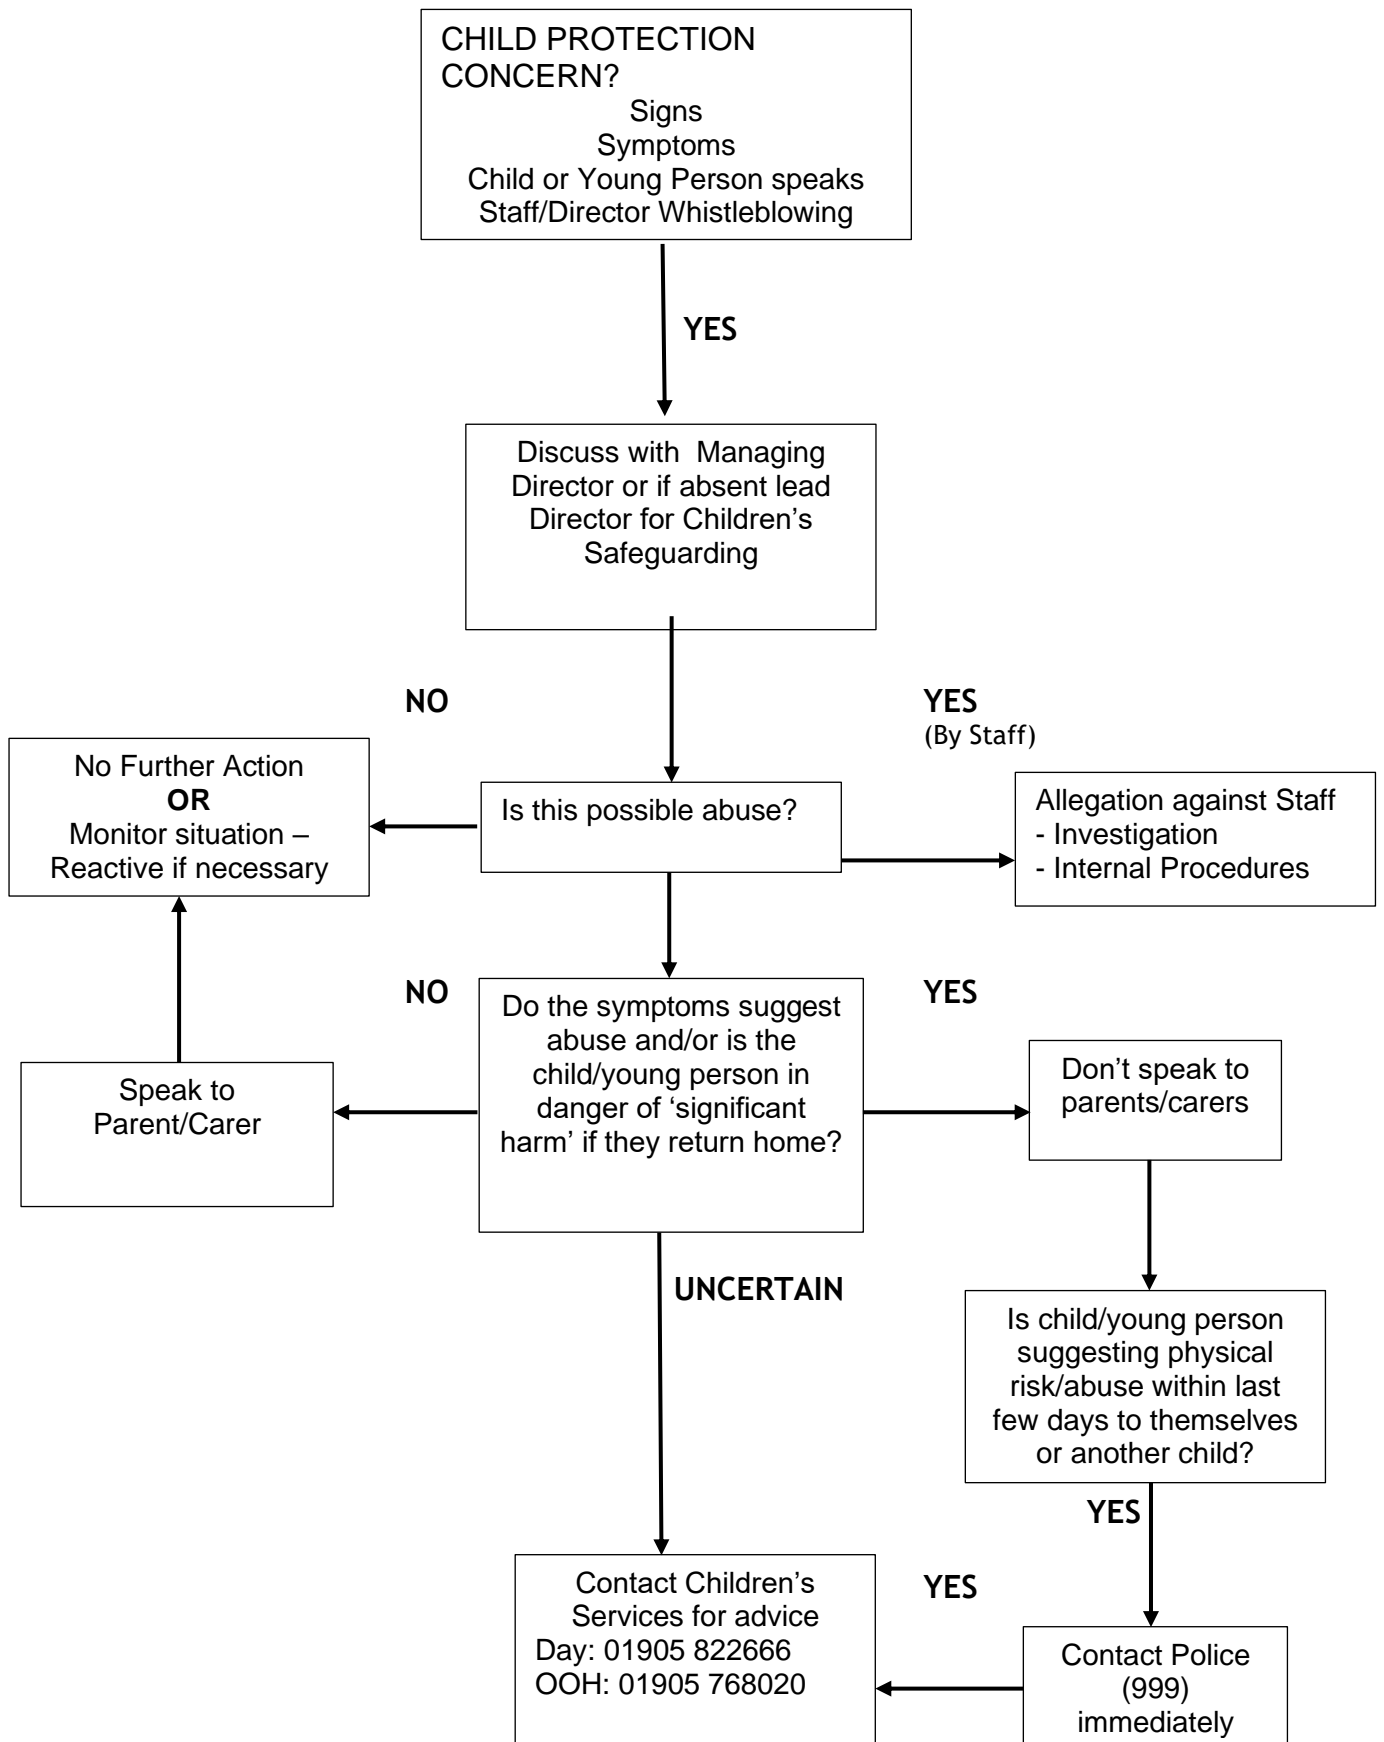 CHILD PROTECTION
CONCERN?
Signs
Symptoms
Child or Young Person speaks
Staff/Director Whistleblowing
YES
Discuss with  Managing
Director or if absent lead
Director for Children’s
Safeguarding
NO
YES
(By Staff)
No Further Action
OR
Monitor situation –
Reactive if necessary
Is this possible abuse?
Allegation against Staff
- Investigation
- Internal Procedures
NO
YES
Do the symptoms suggest
abuse and/or is the
child/young person in
danger of ‘significant
harm’ if they return home?
Speak to
Parent/Carer
Don’t speak to
parents/carers
UNCERTAIN
Is child/young person
suggesting physical
risk/abuse within last
few days to themselves
or another child?
YES
Contact Children’s
Services for advice
Day: 01905 822666
OOH: 01905 768020
YES
Contact Police
(999)
immediately